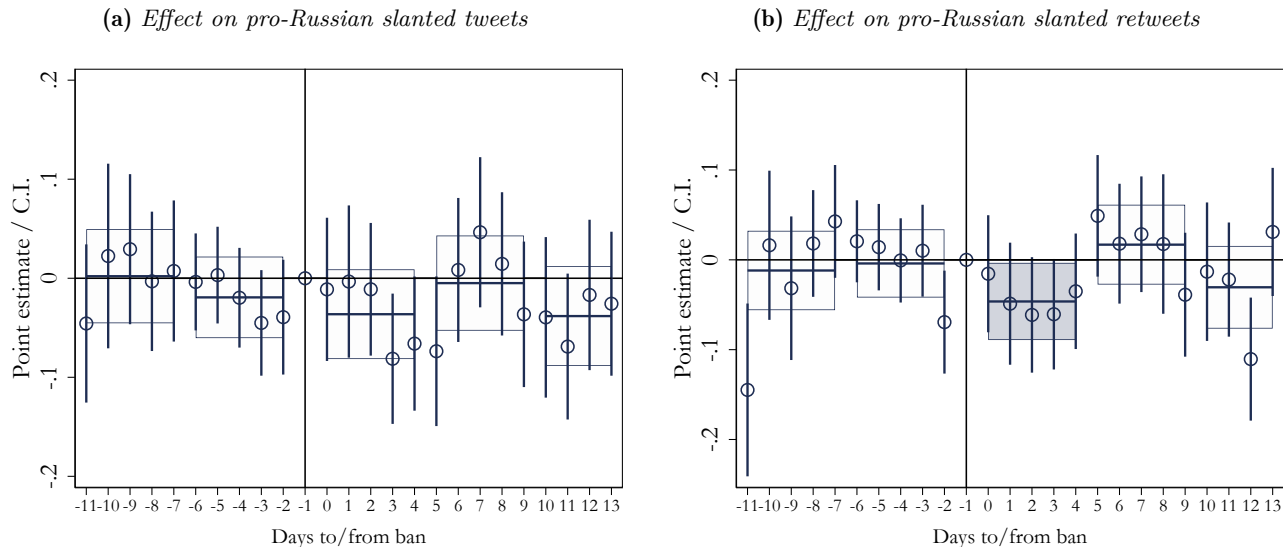 (a) Effect on pro-Russian slanted tweets
.2
.1
0
-.1
-.2
Point estimate / C.I.
-11 -10 -9 -8 -7 -6 -5 -4 -3 -2 -1 0 1 2 3 4 5 6 7 8 9 10 11 12 13
Days to/from ban
(b) Effect on pro-Russian slanted retweets
.2
.1
0
-.1
-.2
Point estimate / C.I.
-11 -10 -9 -8 -7 -6 -5 -4 -3 -2 -1 0 1 2 3 4 5 6 7 8 9 10 11 12 13
Days to/from ban